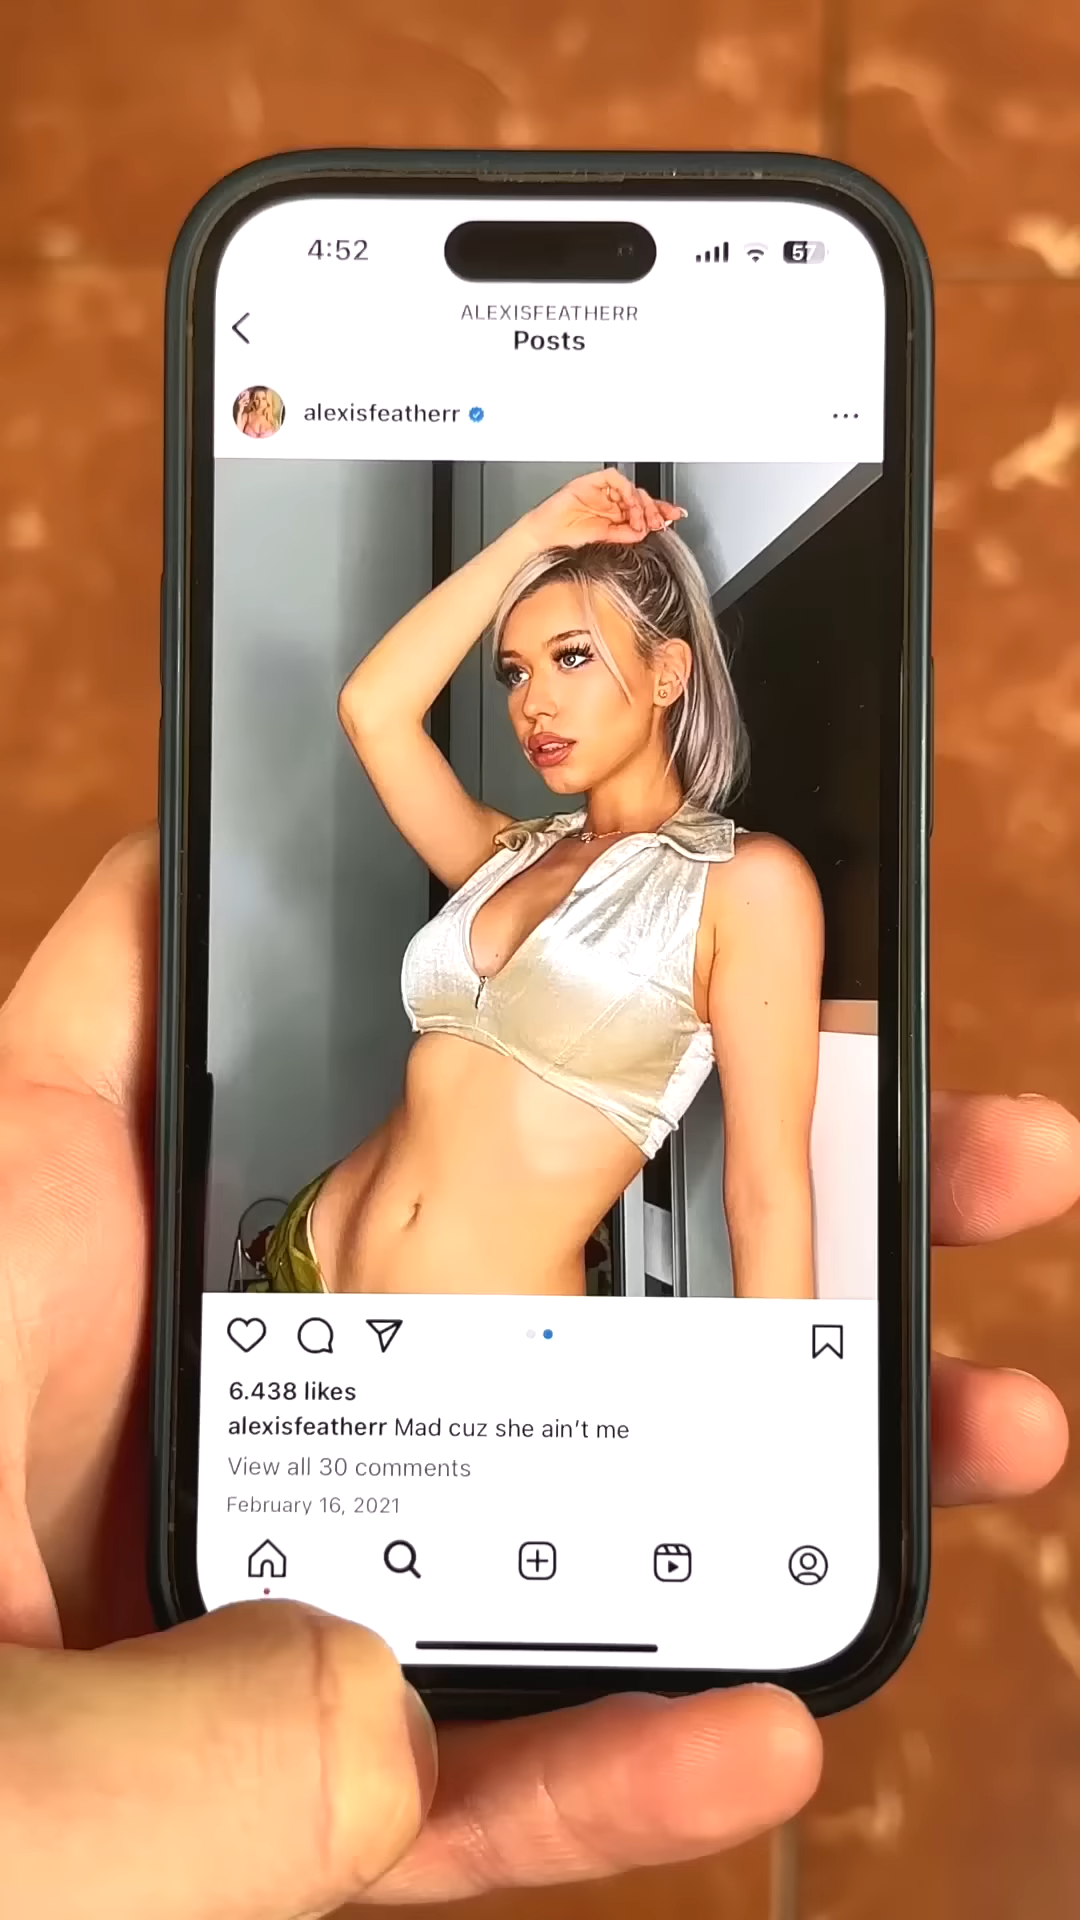 4:52
57
ALEXISFEATHERR
Posts
alexisfeatherr
6.438 likes
alexisfeatherr Mad cuz she ain't me
View all 30 comments
February 16, 2021